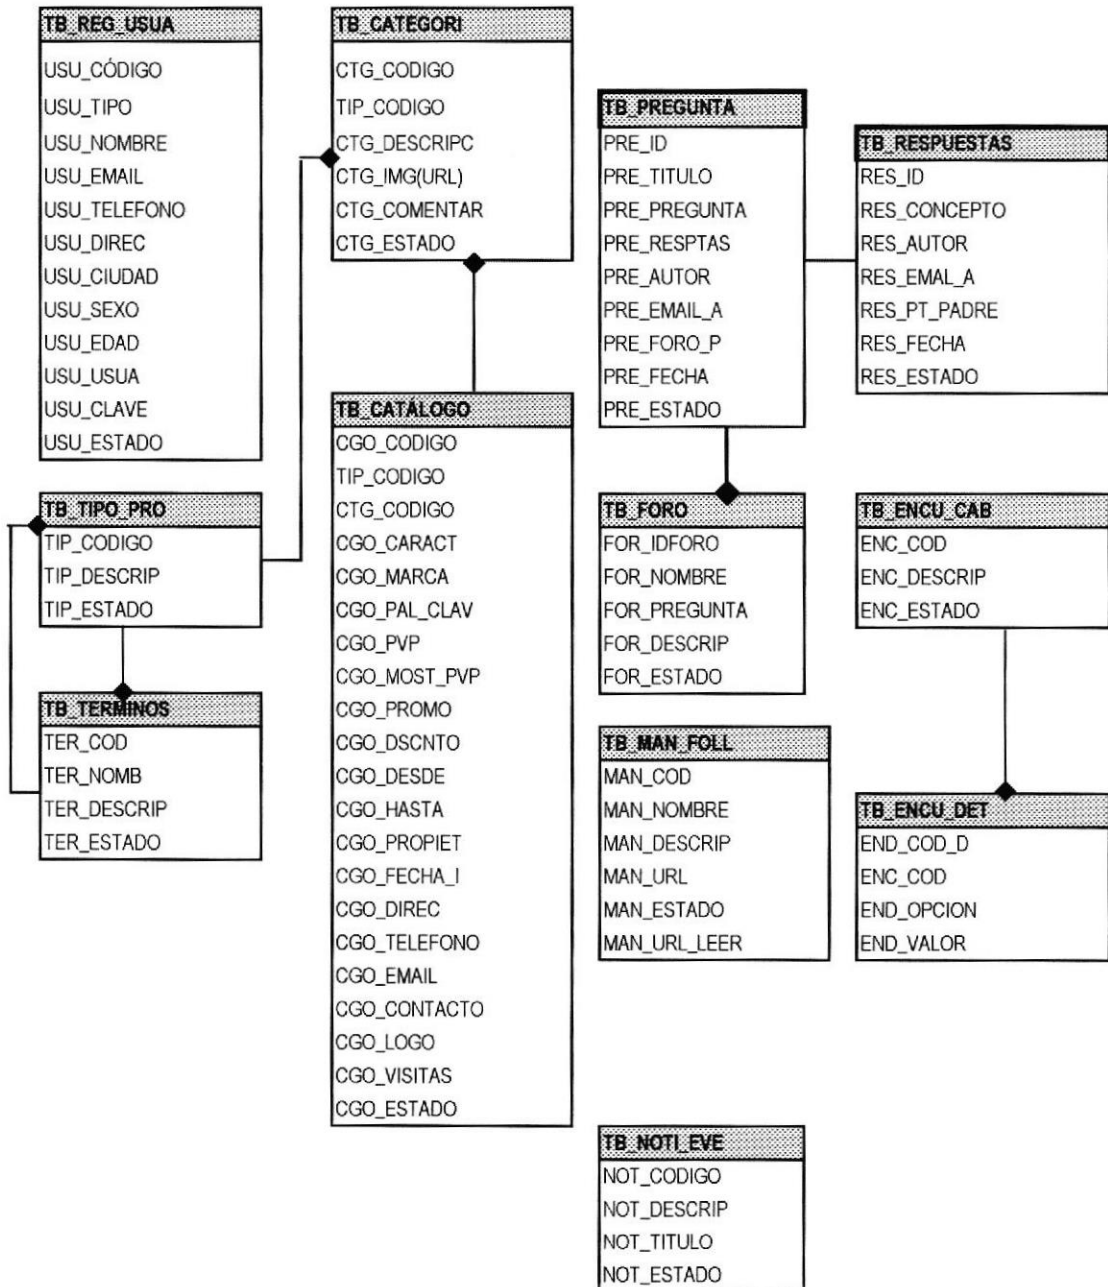 TB_REG_USUA
USU_CÓDIGO
USU_TIPO
USU_NOMBRE
USU_EMAIL
USU_TELEFONO
USU_DIREC
USU_CIUDAD
USU_SEXO
USU_EDAD
USU_USUA
USU_CLAVE
USU_ESTADO
TB_TIPO_PRO
TIP_CODIGO
TIP_DESCRIP
TIP_ESTADO
TB_TERMINOS
TER_COD
TER_NOMB
TER_DESCRIP
TER_ESTADO
TB_CATEGORI
CTG_CODIGO
TIP_CODIGO
CTG_DESCRIPC
CTG_IMG(URL)
CTG_COMENTAR
CTG_ESTADO
TB_CATÁLOGO
CGO_CODIGO
TIP_CODIGO
CTG_CODIGO
CGO_CARACT
CGO_MARCA
CGO_PAL_CLAV
CGO_PVP
CGO_MOST_PVP
CGO_PROMO
CGO_DSCNTO
CGO_DESDE
CGO_HASTA
CGO_PROPIET
CGO_FECHA_I
CGO_DIREC
CGO_TELEFONO
CGO_EMAIL
CGO_CONTACTO
CGO_LOGO
CGO_VISITAS
CGO_ESTADO
TB_PREGUNTA
PRE_ID
PRE_TITULO
PRE_PREGUNTA
PRE_RESPTAS
PRE_AUTOR
PRE_EMAIL_A
PRE_FORO_P
PRE_FECHA
PRE_ESTADO
TB_FORO
FOR_IDFORO
FOR_NOMBRE
FOR_PREGUNTA
FOR_DESCRIP
FOR_ESTADO
TB_MAN_FOLL
MAN_COD
MAN_NOMBRE
MAN_DESCRIP
MAN_URL
MAN_ESTADO
MAN_URL_LEER
TB_NOTI_EVE
NOT_CODIGO
NOT_DESCRIP
NOT_TITULO
NOT_ESTADO
TB_RESPUESTAS
RES_ID
RES_CONCEPTO
RES_AUTOR
RES_EMAL_A
RES_PT_PADRE
RES_FECHA
RES_ESTADO
TB_ENCU_CAB
ENC_COD
ENC_DESCRIP
ENC_ESTADO
TB_ENCU_DET
END_COD_D
ENC_COD
END_OPCION
END_VALOR